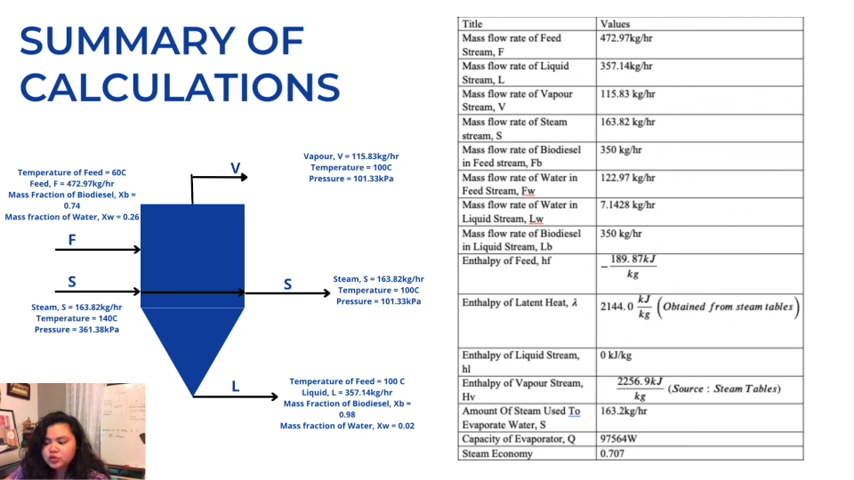 SUMMARY OF
CALCULATIONS
Temperature of Feed = 60C
Feed, F = 472.97kg/hr
Mass Fraction of Biodiesel, Xb =
0.74
Mass fraction of Water, Xw = 0.26
V
Vapour, V = 115.83kg/hr
Temperature = 100C
Pressure = 101.33kPa
F
S
Steam, S = 163.82kg/hr
Temperature = 140C
Pressure = 361.38kPa
S
Steam, S = 163.82kg/hr
Temperature = 100C
Pressure = 101.33kPa
L
Temperature of Feed = 100 C
Liquid, L = 357.14kg/hr
Mass Fraction of Biodiesel, Xb =
0.98
Mass fraction of Water, Xw = 0.02
Title Values
Mass flow rate of Feed 472.97kg/hr
Stream, F
Mass flow rate of Liquid 357.14kg/hr
Stream, L
Mass flow rate of Vapour 115.83 kg/hr
Stream, V
Mass flow rate of Steam 163.82 kg/hr
stream, S
Mass flow rate of Biodiesel 350 kg/hr
in Feed stream, Fb
Mass flow rate of Water in 122.97 kg/hr
Feed Stream, Fw
Mass flow rate of Water in 7.1428 kg/hr
Liquid Stream, Lw
Mass flow rate of Biodiesel 350 kg/hr
in Liquid Stream, Lb
Enthalpy of Feed, hf − 189.87kJ / kg
Enthalpy of Latent Heat, λ 2144.0 kJ / kg (Obtained from steam tables)
Enthalpy of Liquid Stream, 0 kJ/kg
hl
Enthalpy of Vapour Stream, 2256.9kJ / kg (Source : Steam Tables)
Hv
Amount Of Steam Used To 163.2kg/hr
Evaporate Water, S
Capacity of Evaporator, Q 97564W
Steam Economy 0.707